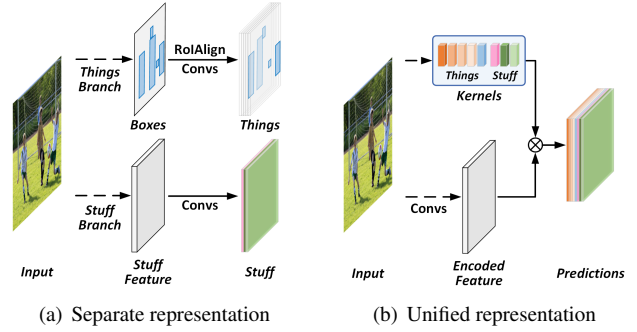 Things
Branch
Boxes
RoIAlign
Convs
Things
Stuff
Branch
Convs
Input
Stuff
Feature
Stuff
(a) Separate representation
Things
Stuff
Kernels
Convs
Input
Encoded
Feature
Predictions
(b) Unified representation